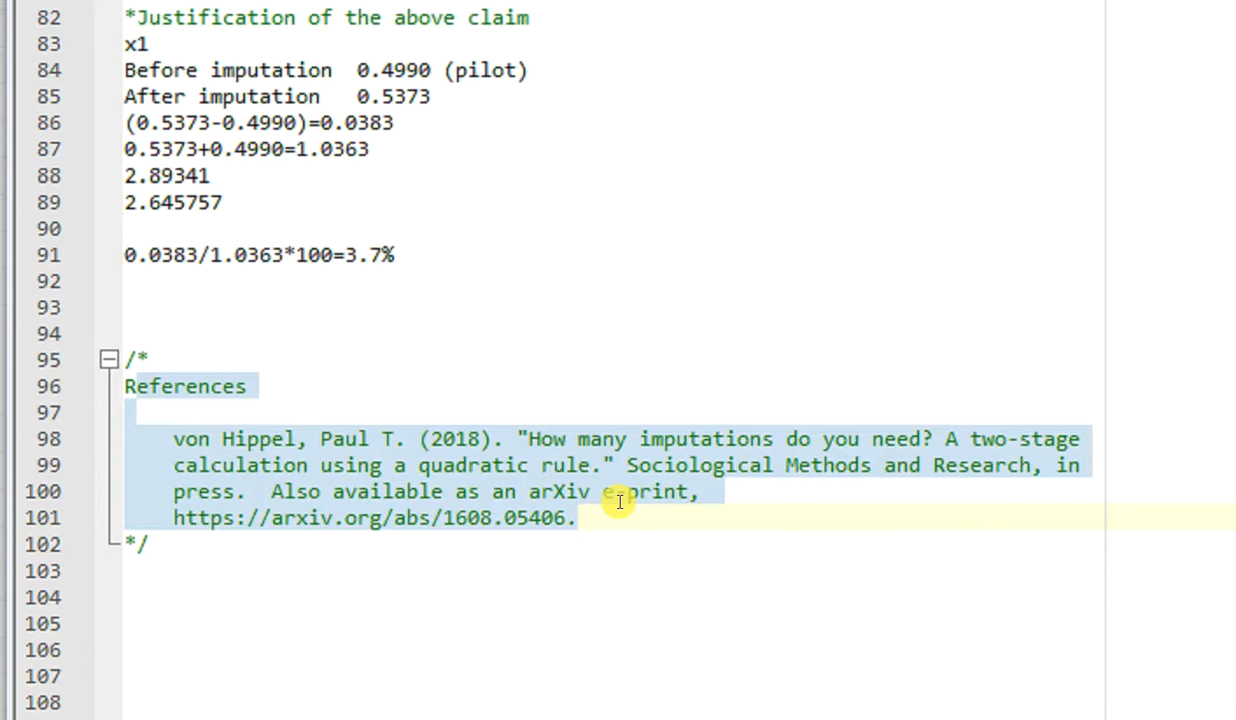 82 *Justification of the above claim
83 x1
84 Before imputation  0.4990 (pilot)
85 After imputation   0.5373
86 (0.5373-0.4990)=0.0383
87 0.5373+0.4990=1.0363
88 2.89341
89 2.645757
90
91 0.0383/1.0363*100=3.7%
92
93
94
95 /*
96 References
97
98 von Hippel, Paul T. (2018). "How many imputations do you need? A two-stage
99 calculation using a quadratic rule." Sociological Methods and Research, in
100 press.  Also available as an arXiv e-print,
101 https://arxiv.org/abs/1608.05406.
102 */
103
104
105
106
107
108